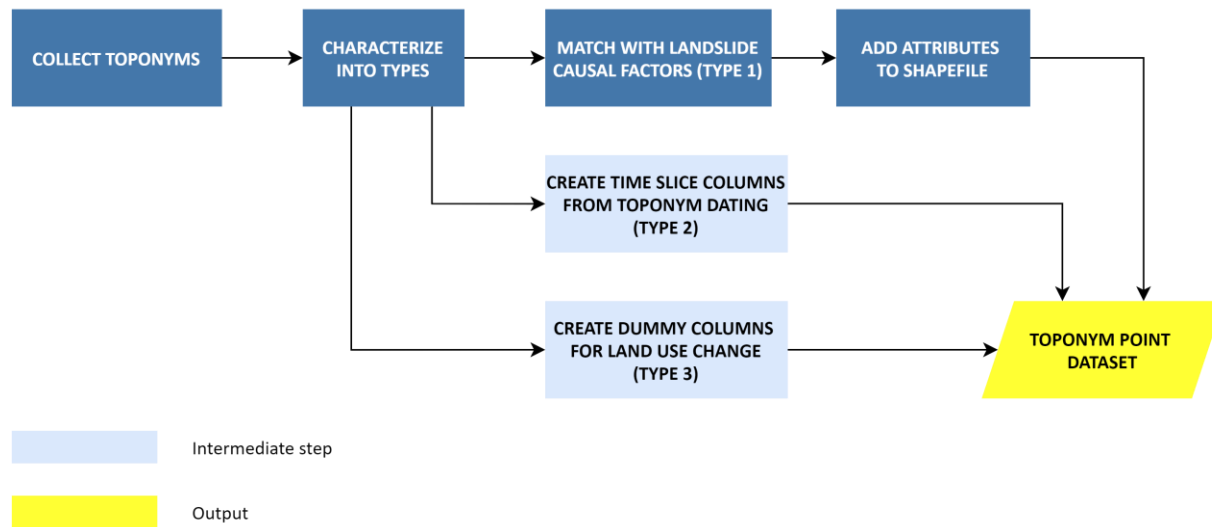 COLLECT TOPONYMS
CHARACTERIZE
INTO TYPES
MATCH WITH LANDSLIDE
CAUSAL FACTORS (TYPE 1)
ADD ATTRIBUTES
TO SHAPEFILE
CREATE TIME SLICE COLUMNS
FROM TOPONYM DATING
(TYPE 2)
CREATE DUMMY COLUMNS
FOR LAND USE CHANGE
(TYPE 3)
TOPONYM POINT
DATASET
Intermediate step
Output